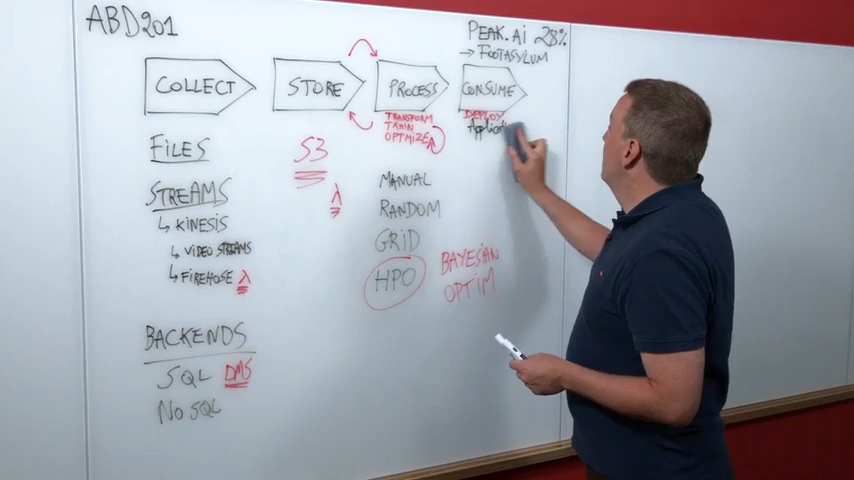 ABD201
PEAK.Ai 28%
→ FOOTASYLUM
COLLECT
STORE
PROCESS
CONSUME
TRANSFORM
TRAIN
OPTIMIZE
DEPLOY
FILES
S3
λ
STREAMS
↳ KINESIS
↳ VIDEO STREAMS
↳ FIREHOSE λ
MANUAL
RANDOM
GRID
HPO
BAYESIAN
OPTIM
BACKENDS
SQL DMS
NoSQL